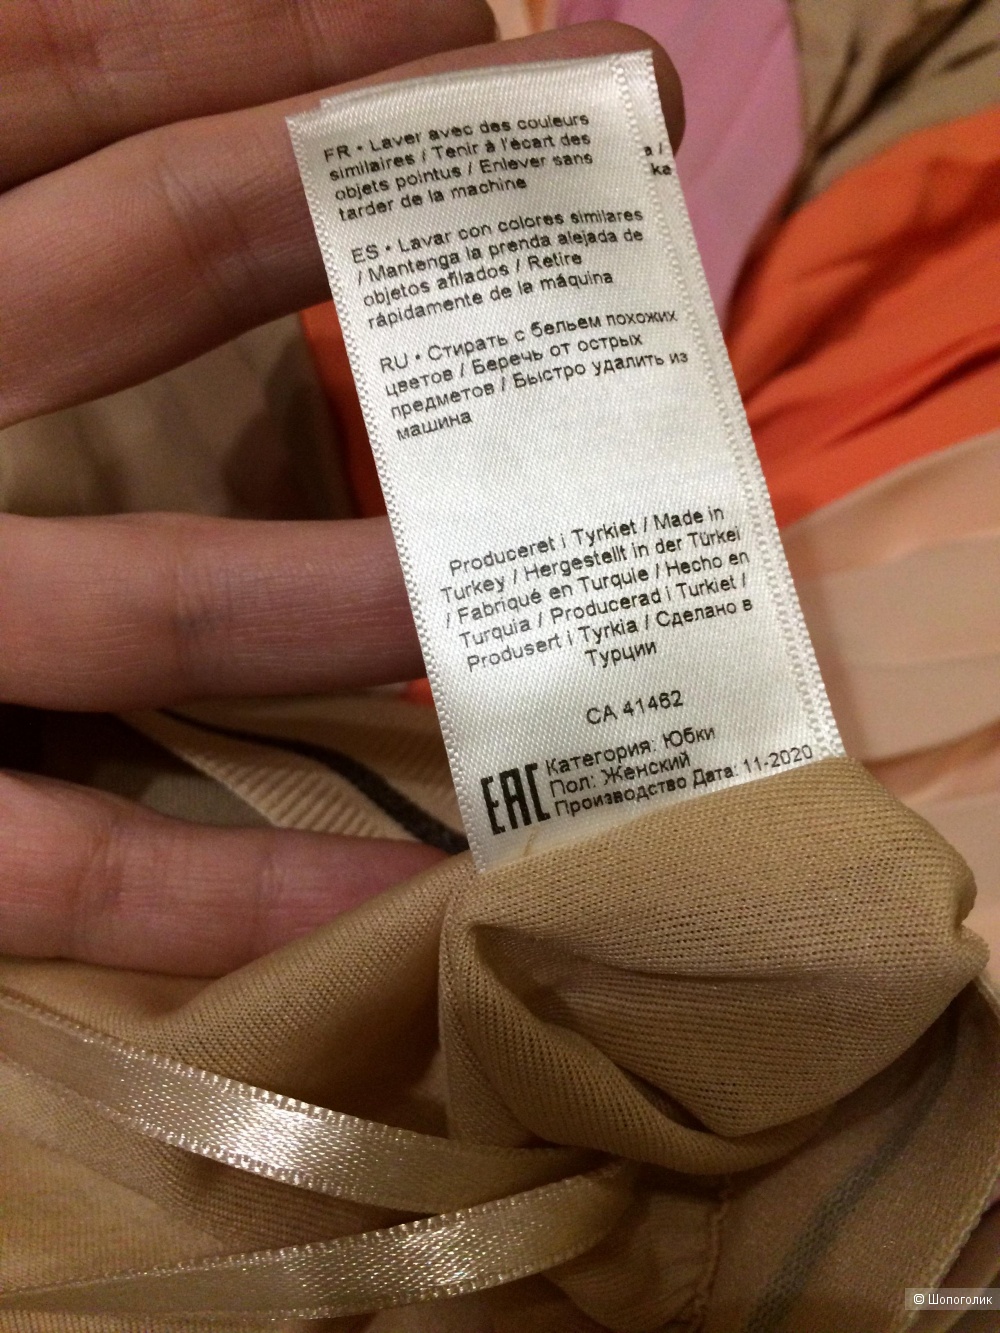 FR • Laver avec des couleurs
similaires / Tenir à l'écart des
objets pointus / Enlever sans
tarder de la machine
ES • Lavar con colores similares
/ Mantenga la prenda alejada de
objetos afilados / Retire
rápidamente de la máquina
RU • Стирать с бельем похожих
цветов / Беречь от острых
предметов / Быстро удалить из
машина
Produceret i Tyrkiet / Made in
Turkey / Hergestellt in der Türkei
/ Fabriqué en Turquie / Hecho en
Turquia / Producerad i Turkiet /
Produsert i Tyrkia / Сделано в
Турции
CA 41462
EAC
Категория: Юбки
Пол: Женский
Производство Дата: 11-2020
© Шопоголик